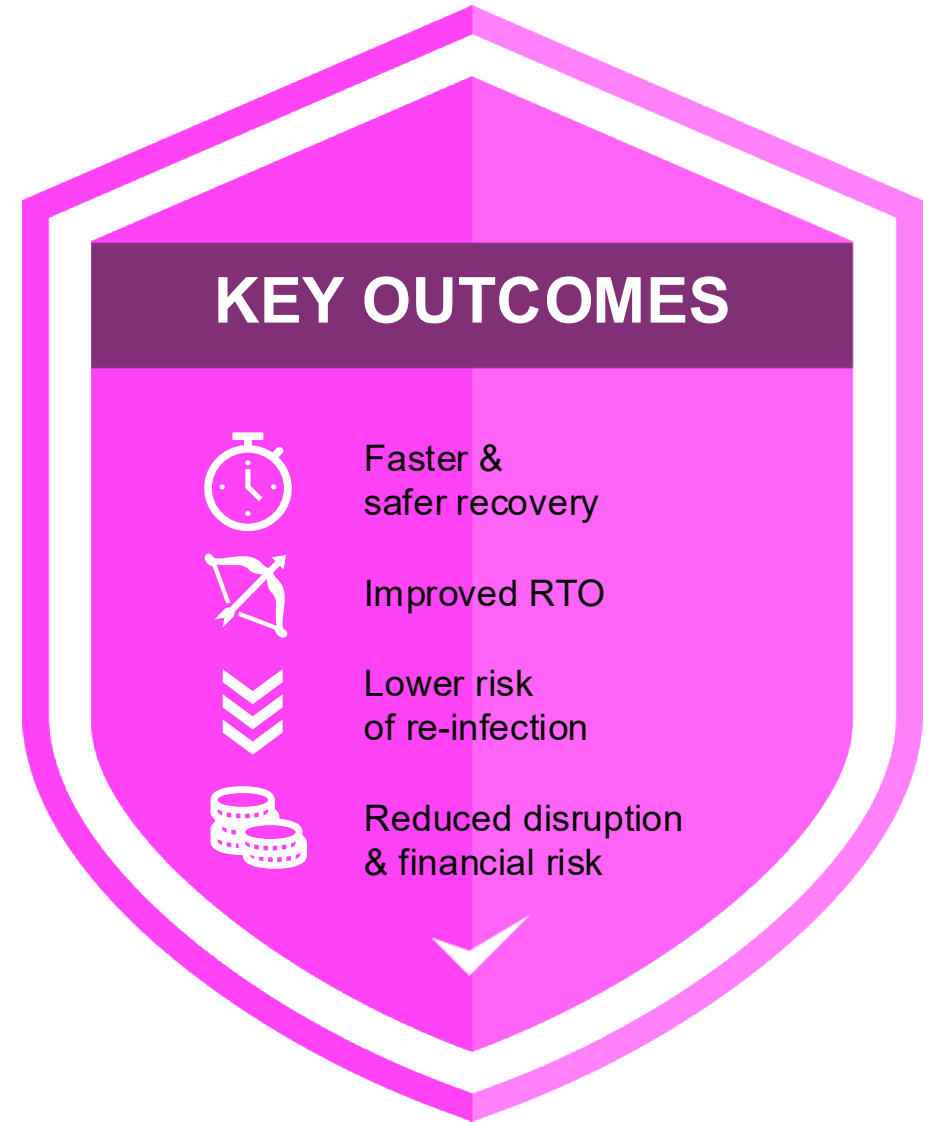 KEY OUTCOMES
Faster &
safer recovery
Improved RTO
Lower risk
of re-infection
Reduced disruption
& financial risk